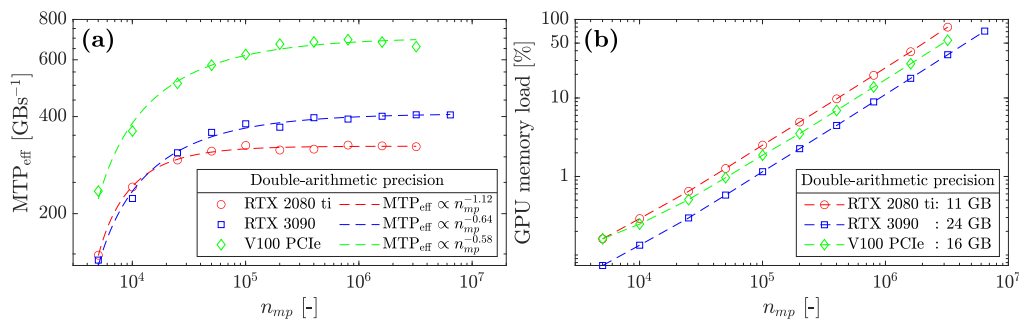 (a)
800
600
400
200
MTP_eff [GBs^−1]
Double-arithmetic precision
RTX 2080 ti
RTX 3090
V100 PCIe
MTP_eff ∝ n_mp^−1.12
MTP_eff ∝ n_mp^−0.64
MTP_eff ∝ n_mp^−0.58
10^4
10^5
10^6
10^7
n_mp [-]
(b)
100
50
10
1
GPU memory load [%]
Double-arithmetic precision
RTX 2080 ti: 11 GB
RTX 3090 : 24 GB
V100 PCIe : 16 GB
10^4
10^5
10^6
10^7
n_mp [-]